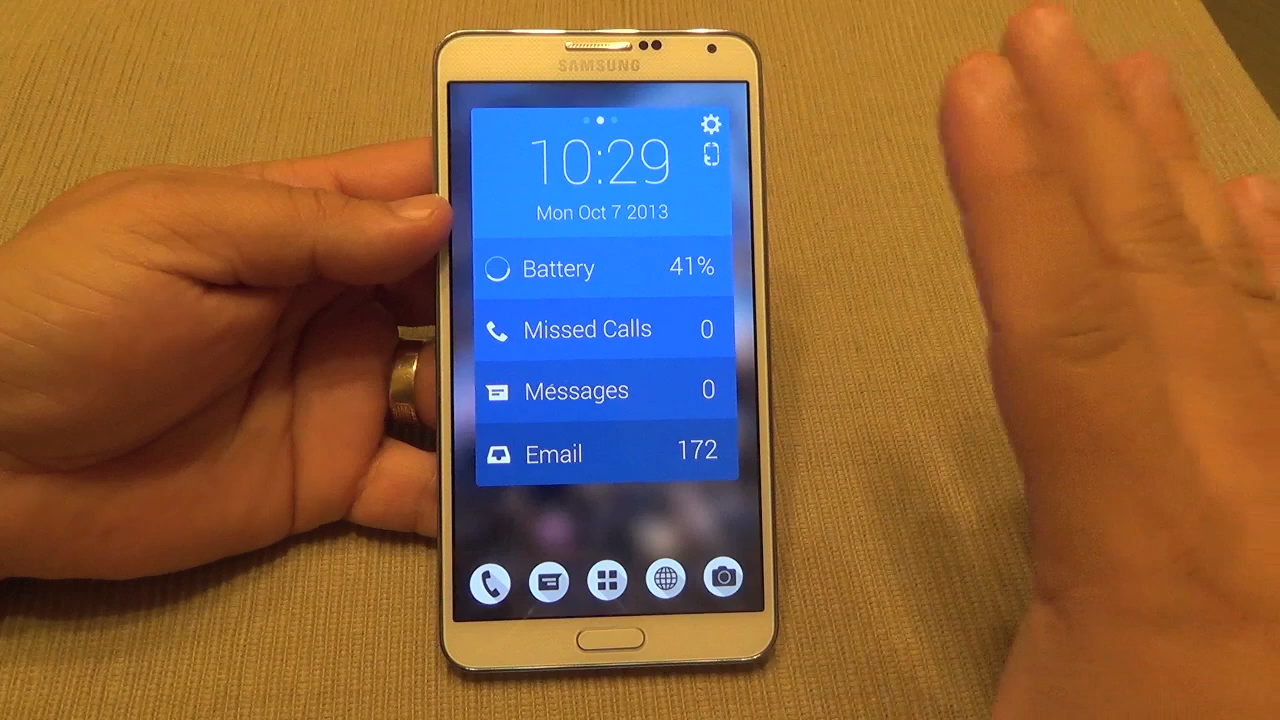 SAMSUNG
10:29
Mon Oct 7 2013
Battery 41%
Missed Calls 0
Messages 0
Email 172